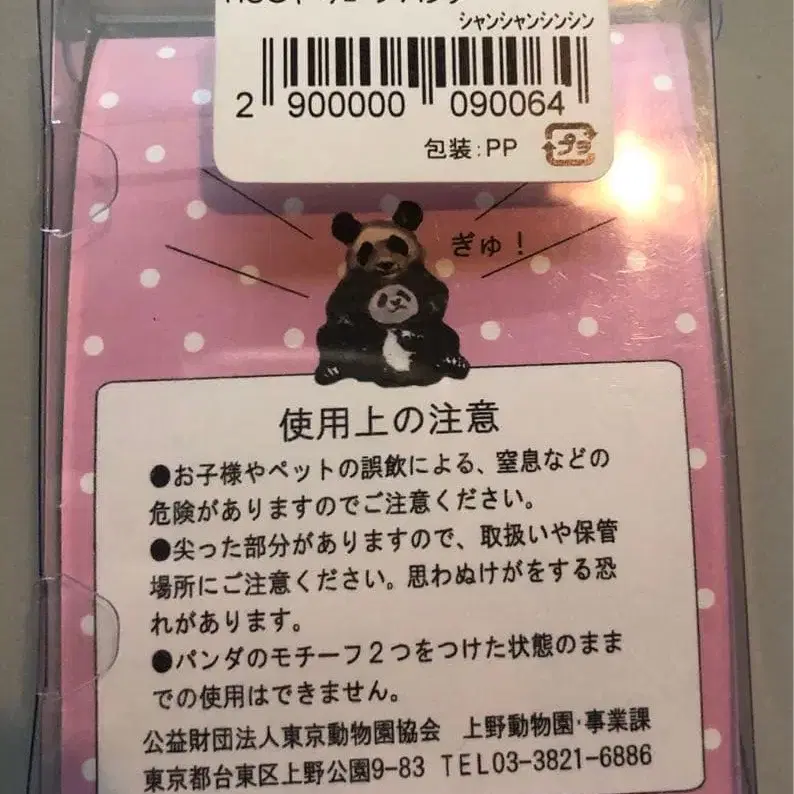 シャンシャンシンシン
2 900000 090064
包装:PP プラ
ぎゅ!
使用上の注意
●お子様やペットの誤飲による、窒息などの
危険がありますのでご注意ください。
●尖った部分がありますので、取扱いや保管
場所にご注意ください。思わぬけがをする恐
れがあります。
●パンダのモチーフ2つをつけた状態のまま
での使用はできません。
公益財団法人東京動物園協会 上野動物園・事業課
東京都台東区上野公園9-83 TEL03-3821-6886